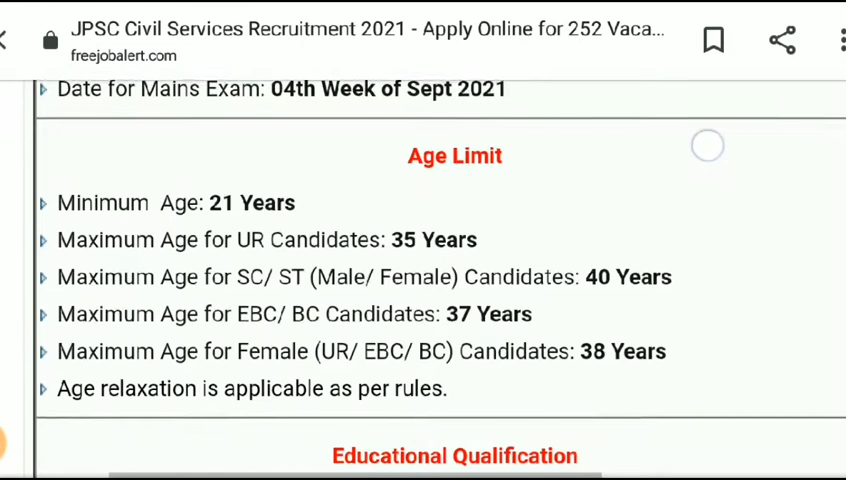 JPSC Civil Services Recruitment 2021 - Apply Online for 252 Vaca...
freejobalert.com
Date for Mains Exam: 04th Week of Sept 2021
Age Limit
Minimum Age: 21 Years
Maximum Age for UR Candidates: 35 Years
Maximum Age for SC/ ST (Male/ Female) Candidates: 40 Years
Maximum Age for EBC/ BC Candidates: 37 Years
Maximum Age for Female (UR/ EBC/ BC) Candidates: 38 Years
Age relaxation is applicable as per rules.
Educational Qualification